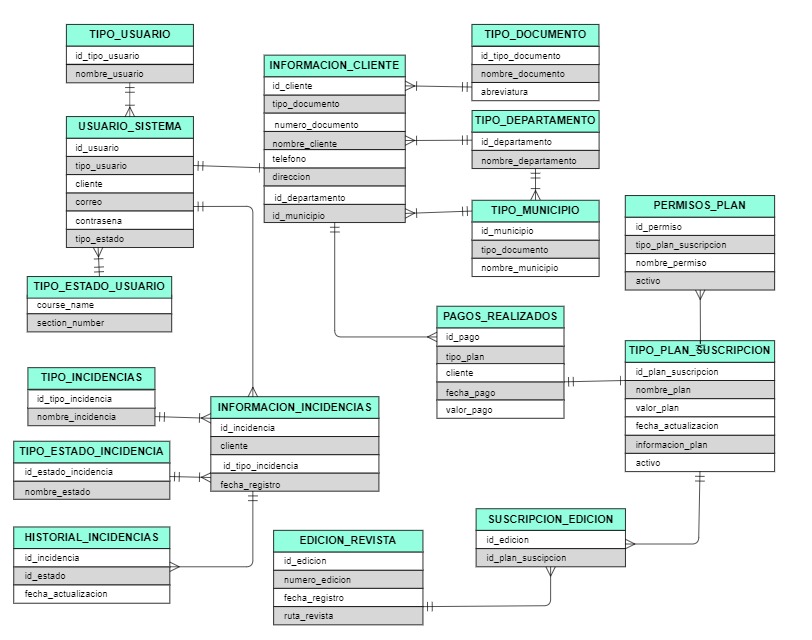 TIPO_USUARIO
id_tipo_usuario
nombre_usuario
USUARIO_SISTEMA
id_usuario
tipo_usuario
cliente
correo
contrasena
tipo_estado
TIPO_ESTADO_USUARIO
course_name
section_number
INFORMACION_CLIENTE
id_cliente
tipo_documento
numero_documento
nombre_cliente
telefono
direccion
id_departamento
id_municipio
TIPO_DOCUMENTO
id_tipo_documento
nombre_documento
abreviatura
TIPO_DEPARTAMENTO
id_departamento
nombre_departamento
TIPO_MUNICIPIO
id_municipio
tipo_documento
nombre_municipio
PERMISOS_PLAN
id_permiso
tipo_plan_suscripcion
nombre_permiso
activo
PAGOS_REALIZADOS
id_pago
tipo_plan
cliente
fecha_pago
valor_pago
TIPO_PLAN_SUSCRIPCION
id_plan_suscripcion
nombre_plan
valor_plan
fecha_actualizacion
informacion_plan
activo
TIPO_INCIDENCIAS
id_tipo_incidencia
nombre_incidencia
TIPO_ESTADO_INCIDENCIA
id_estado_incidencia
nombre_estado
INFORMACION_INCIDENCIAS
id_incidencia
cliente
id_tipo_incidencia
fecha_registro
HISTORIAL_INCIDENCIAS
id_incidencia
id_estado
fecha_actualizacion
EDICION_REVISTA
id_edicion
numero_edicion
fecha_registro
ruta_revista
SUSCRIPCION_EDICION
id_edicion
id_plan_suscipcion